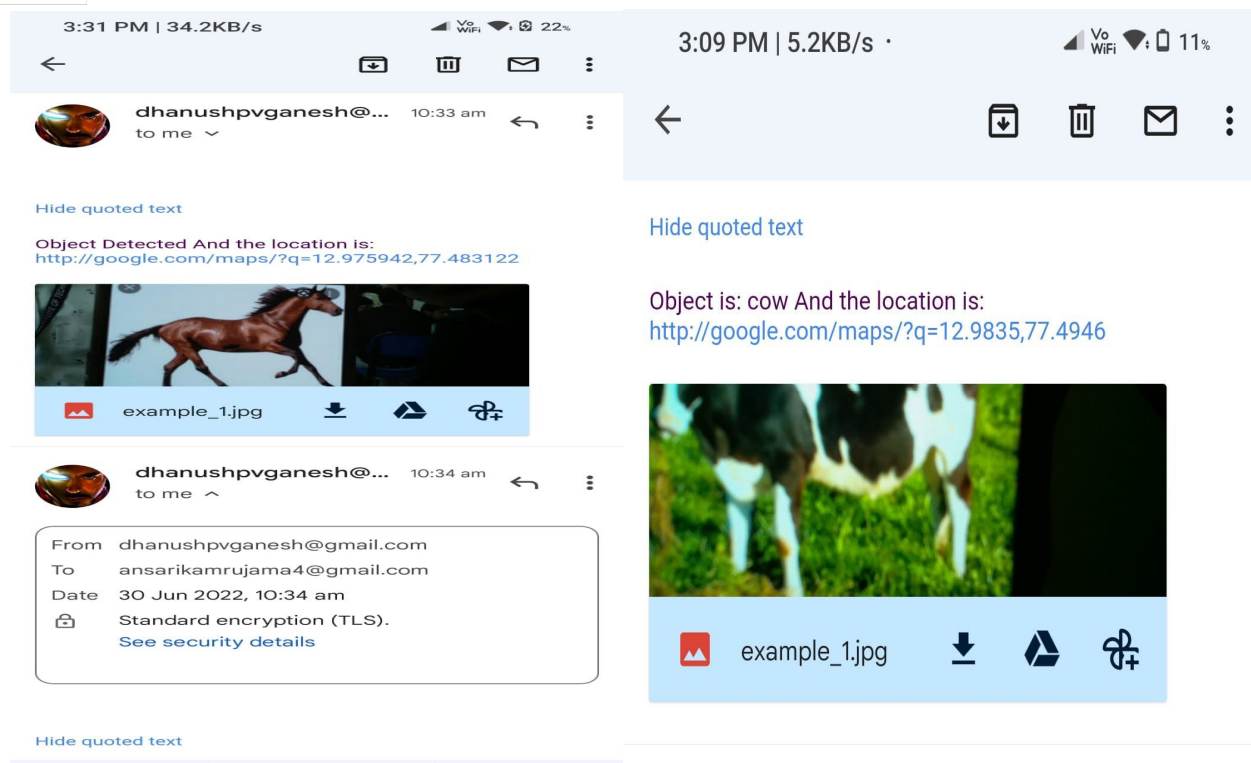 3:31 PM | 34.2KB/s
Vo WiFi
22%
dhanushpvganesh@... 10:33 am
to me
Hide quoted text
Object Detected And the location is:
http://google.com/maps/?q=12.975942,77.483122
example_1.jpg
dhanushpvganesh@... 10:34 am
to me
From dhanushpvganesh@gmail.com
To ansarikamrujama4@gmail.com
Date 30 Jun 2022, 10:34 am
Standard encryption (TLS).
See security details
Hide quoted text
3:09 PM | 5.2KB/s ·
Vo WiFi
11%
Hide quoted text
Object is: cow And the location is:
http://google.com/maps/?q=12.9835,77.4946
example_1.jpg